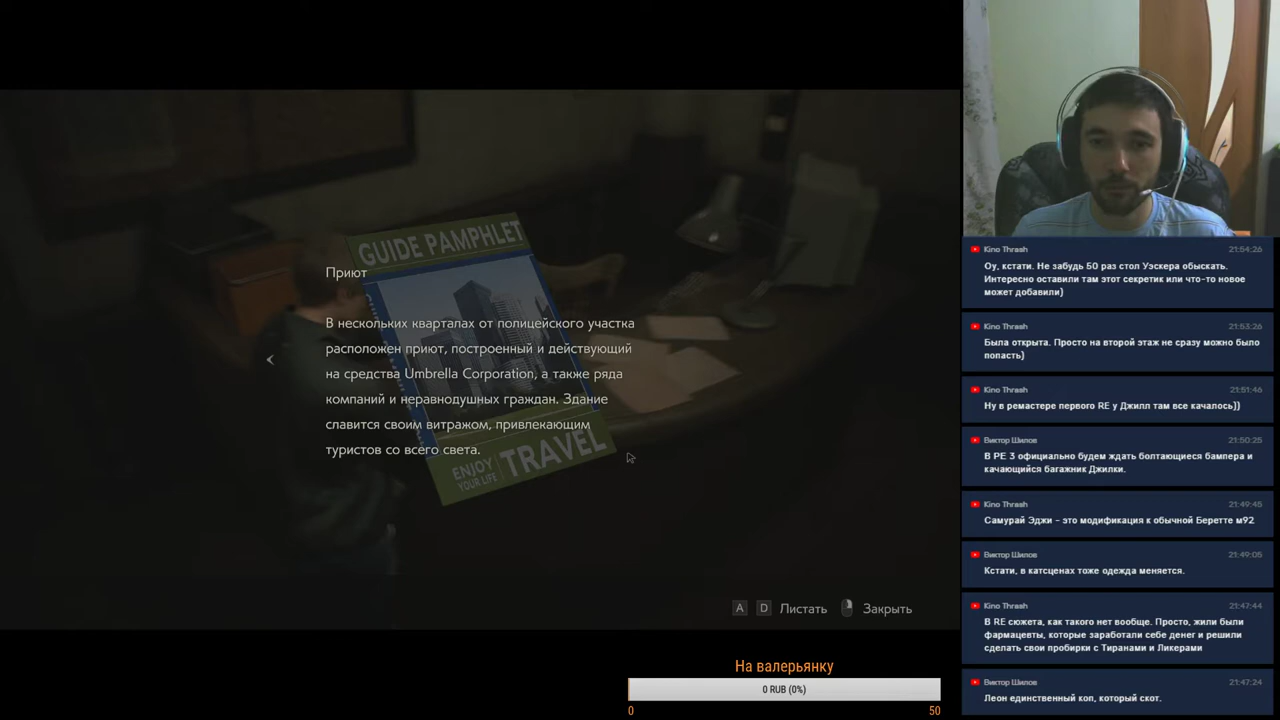 GUIDE PAMPHLET
Приют
В нескольких кварталах от полицейского участка
расположен приют, построенный и действующий
на средства Umbrella Corporation, а также ряда
компаний и неравнодушных граждан. Здание
славится своим витражом, привлекающим
туристов со всего света.
ENJOY
YOUR LIFE
TRAVEL
A D Листать Закрыть
На валерьянку
0 RUB (0%)
0 50
Kino Thrash 21:54:26
Оу, кстати. Не забудь 50 раз стол Уэскера обыскать.
Интересно оставили там этот секретик или что-то новое
может добавили)
Kino Thrash 21:53:26
Была открыта. Просто на второй этаж не сразу можно было
попасть)
Kino Thrash 21:51:46
Ну в ремастере первого RE у Джилл там все качалось))
Виктор Шилов 21:50:25
В РЕ 3 официально будем ждать болтающиеся бампера и
качающийся багажник Джилки.
Kino Thrash 21:49:45
Самурай Эджи - это модификация к обычной Беретте м92
Виктор Шилов 21:49:05
Кстати, в катсценах тоже одежда меняется.
Kino Thrash 21:47:44
В RE сюжета, как такого нет вообще. Просто, жили были
фармацевты, которые заработали себе денег и решили
сделать свои пробирки с Тиранами и Ликерами
Виктор Шилов 21:47:24
Леон единственный коп, который скот.